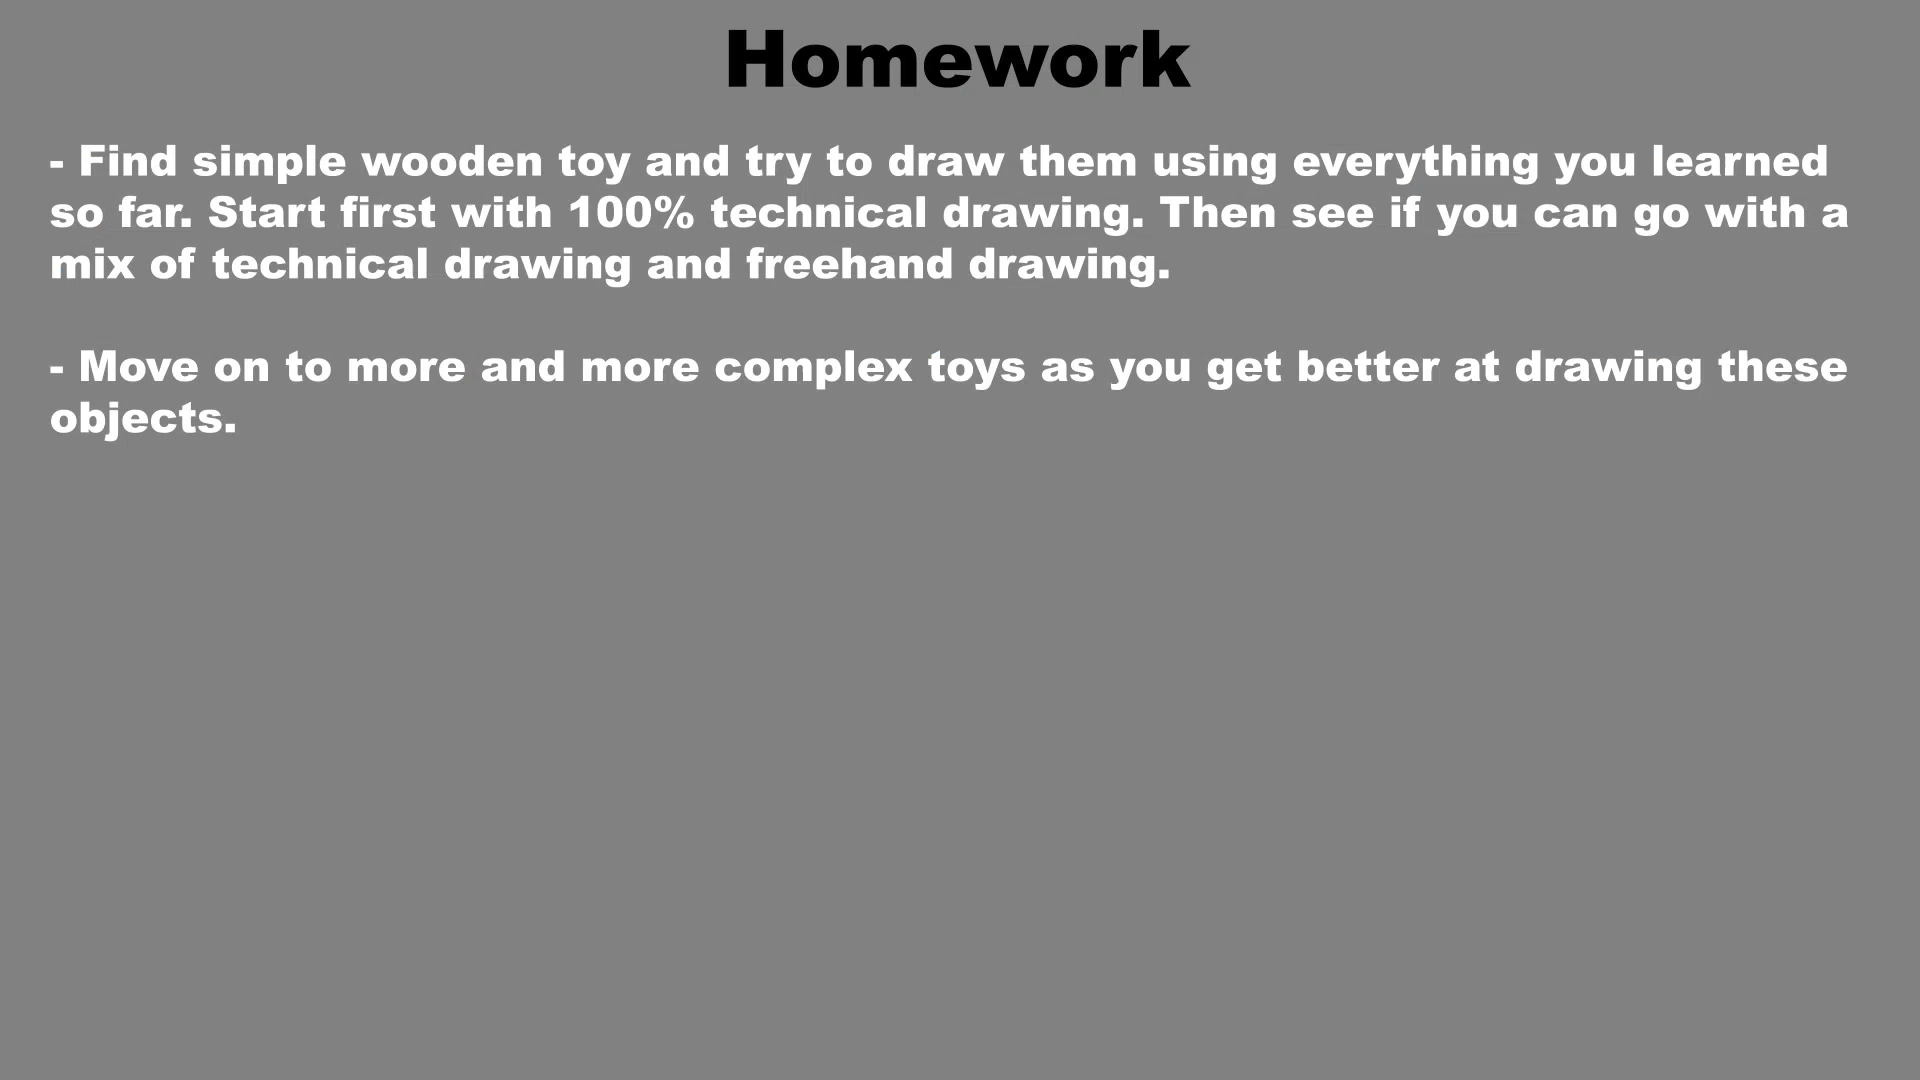 Homework
- Find simple wooden toy and try to draw them using everything you learned
so far. Start first with 100% technical drawing. Then see if you can go with a
mix of technical drawing and freehand drawing.
- Move on to more and more complex toys as you get better at drawing these
objects.